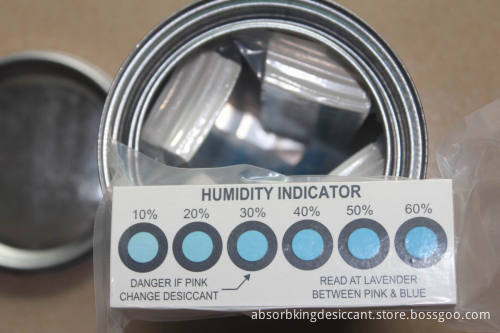 HUMIDITY INDICATOR
10% 20% 30% 40% 50% 60%
DANGER IF PINK
CHANGE DESICCANT
READ AT LAVENDER
BETWEEN PINK & BLUE
absorbkingdesiccant.store.bossgoo.com